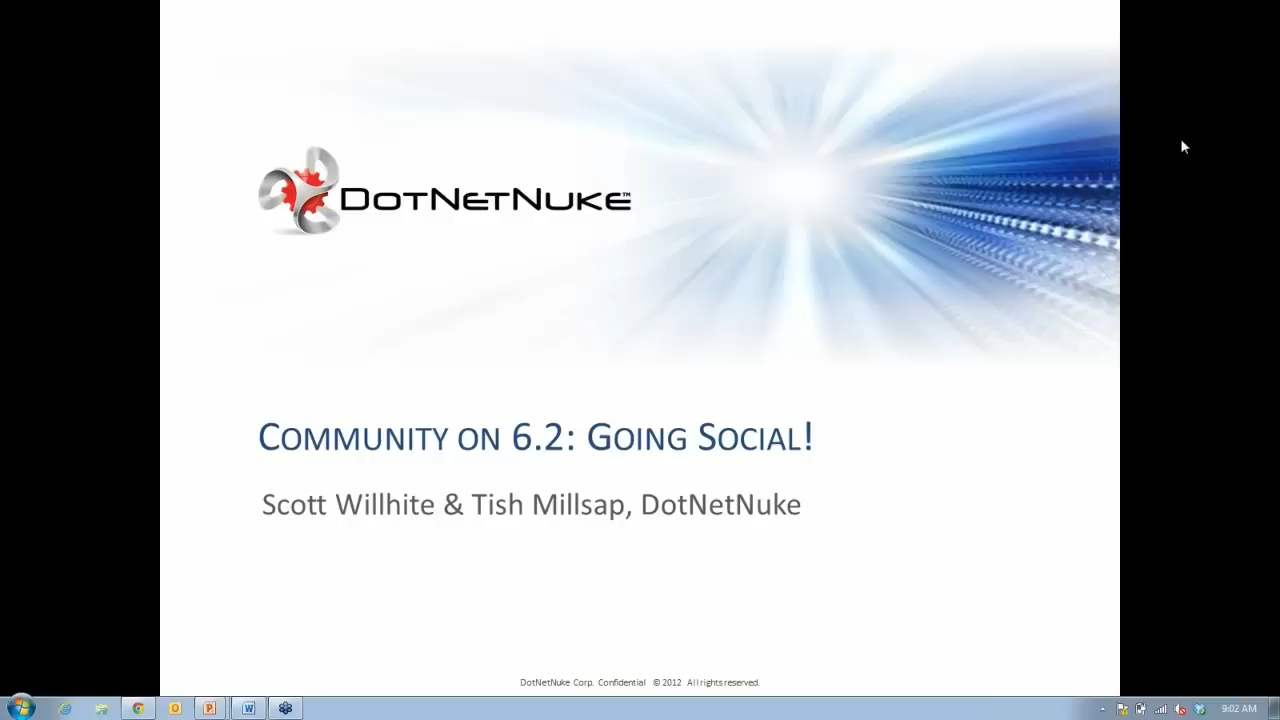 DotNetNuke™
Community on 6.2: Going Social!
Scott Willhite & Tish Millsap, DotNetNuke
DotNetNuke Corp. Confidential © 2012 All rights reserved.
9:02 AM